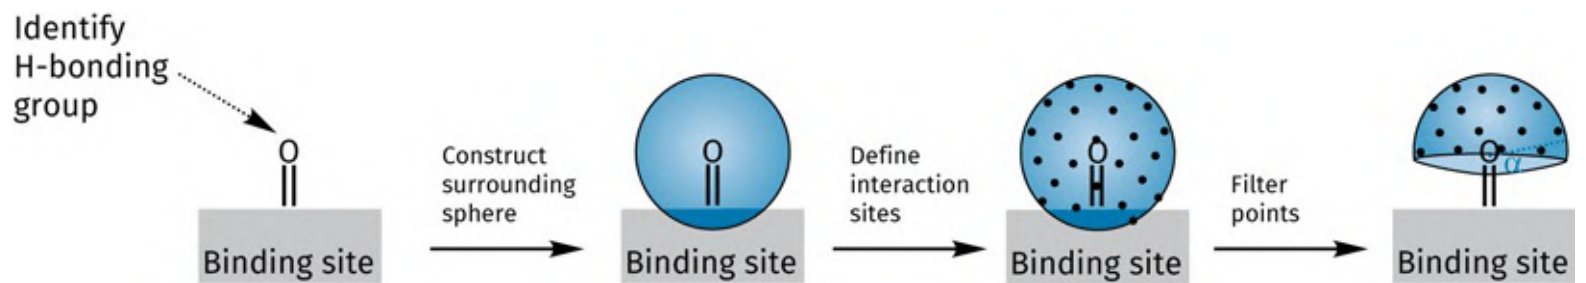 Identify
H-bonding
group
O
Binding site
Construct
surrounding
sphere
O
Binding site
Define
interaction
sites
O
Binding site
Filter
points
O
α
Binding site